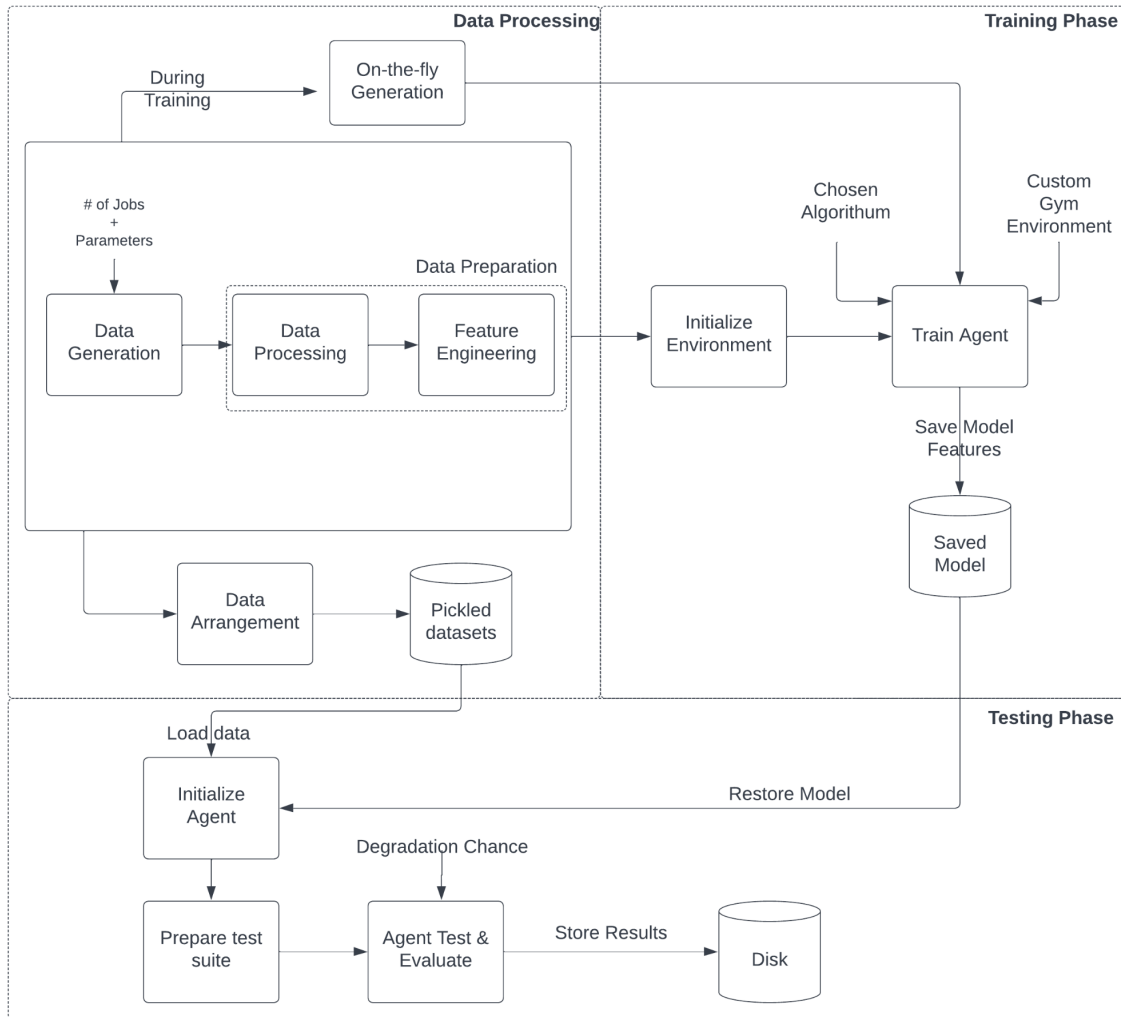 Data Processing
Training Phase
On-the-fly
Generation
During
Training
# of Jobs
+
Parameters
Chosen
Algorithum
Custom
Gym
Environment
Data Preparation
Data
Generation
Data
Processing
Feature
Engineering
Initialize
Environment
Train Agent
Save Model
Features
Saved
Model
Data
Arrangement
Pickled
datasets
Testing Phase
Load data
Initialize
Agent
Restore Model
Degradation Chance
Prepare test
suite
Agent Test &
Evaluate
Store Results
Disk